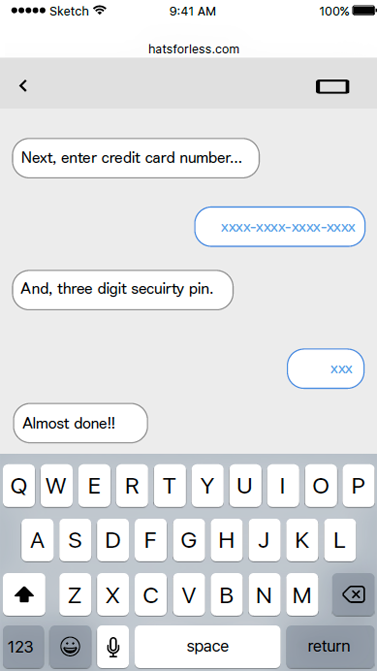 Sketch 9:41 AM 100%
hatsforless.com
Next, enter credit card number...
xxxx-xxxx-xxxx-xxxx
And, three digit secuirty pin.
xxx
Almost done!!
Q W E R T Y U I O P
A S D F G H J K L
Z X C V B N M
123 space return